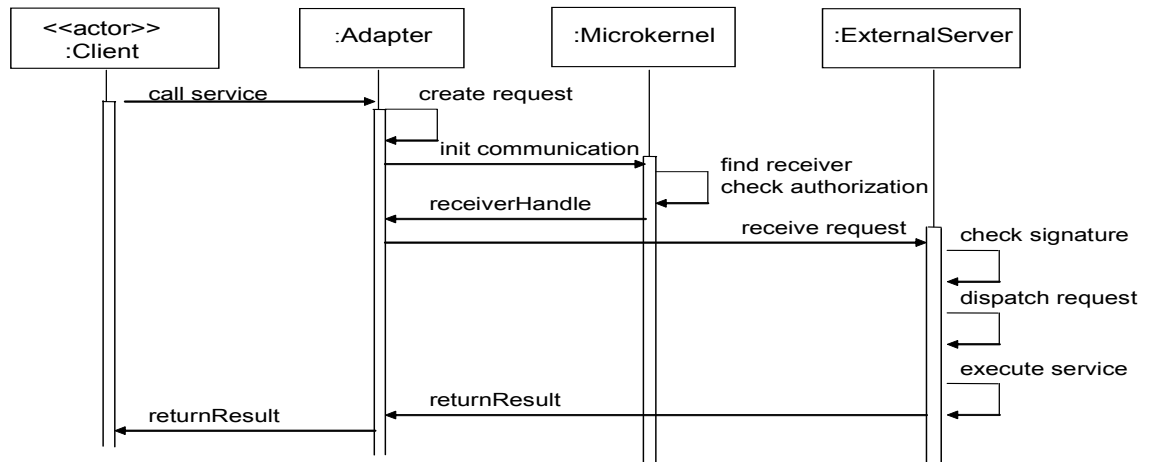 <<actor>>
:Client
:Adapter
:Microkernel
:ExternalServer
call service
create request
init communication
find receiver
check authorization
receiverHandle
receive request
check signature
dispatch request
execute service
returnResult
returnResult